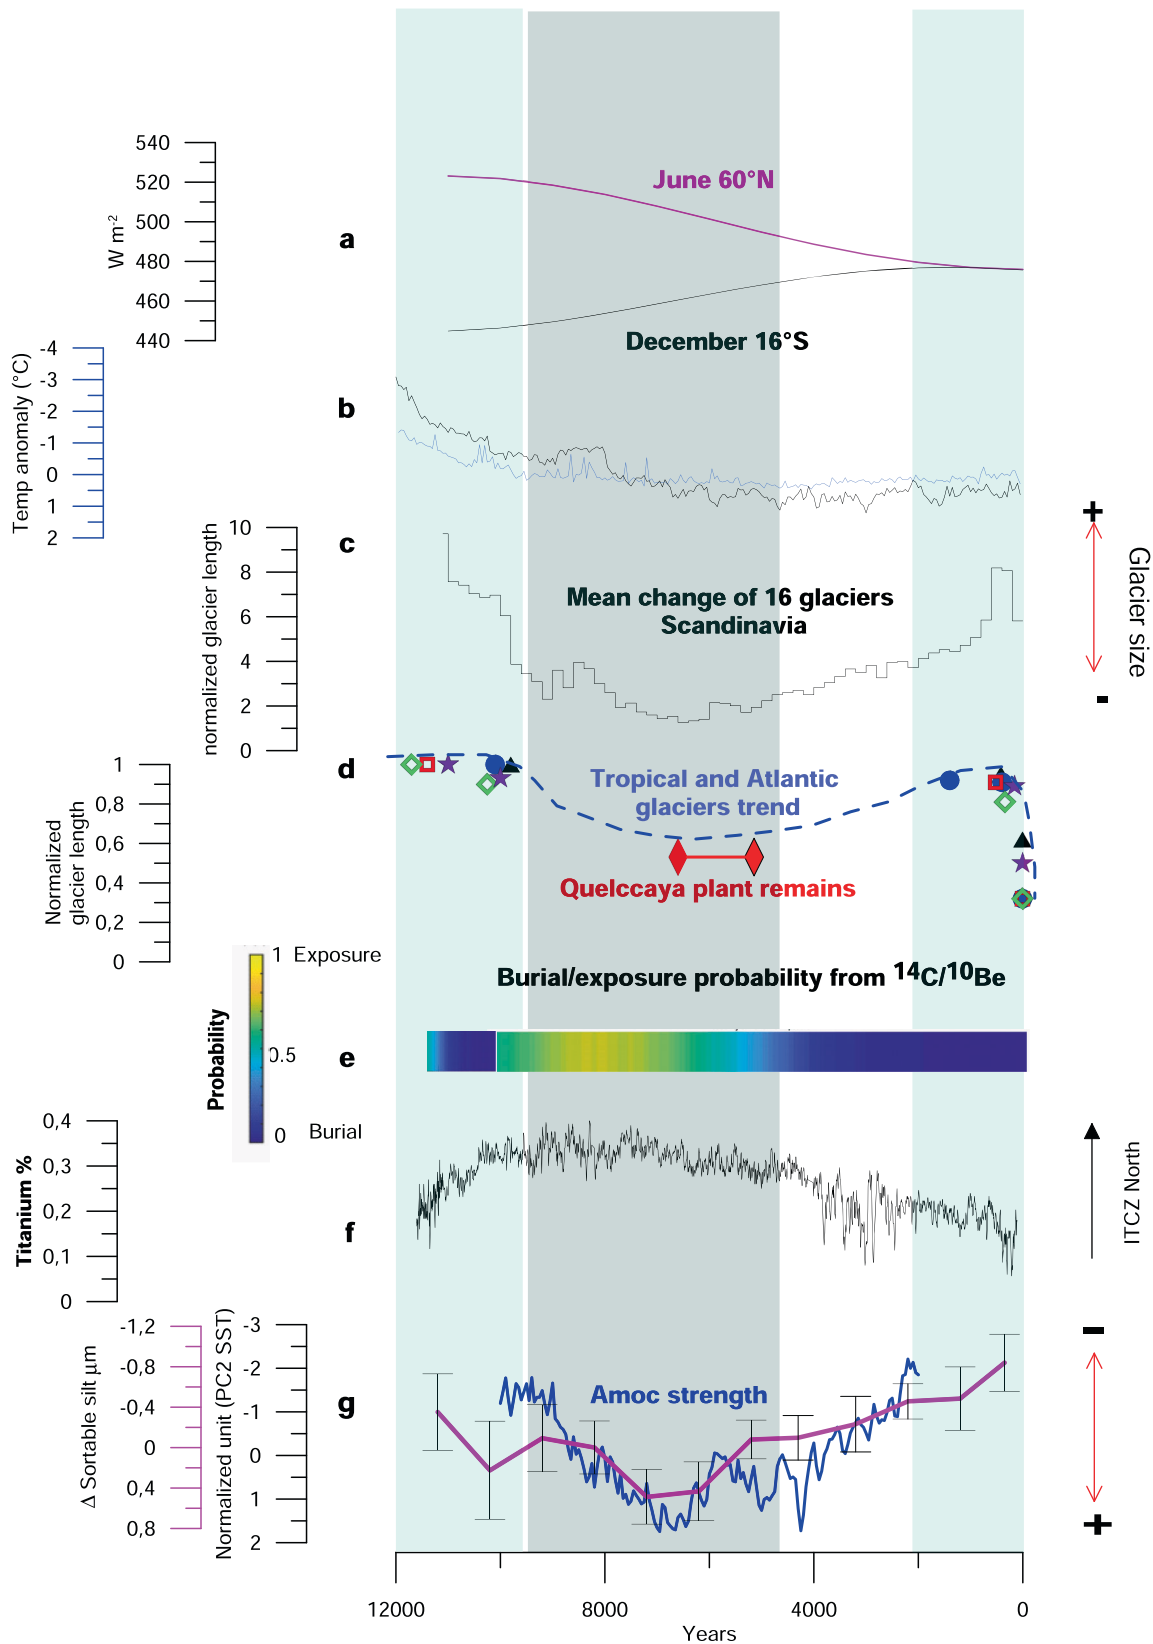 540
520
500
480
460
440
W m-2
a
June 60°N
December 16°S
-4
-3
-2
-1
0
1
2
Temp anomaly (°C)
b
10
8
6
4
2
0
normalized glacier length
c
Mean change of 16 glaciers
Scandinavia
+
Glacier size
-
1
0,8
0,6
0,4
0,2
0
Normalized
glacier length
d
Tropical and Atlantic
glaciers trend
Quelccaya plant remains
Burial/exposure probability from 14C/10Be
1 Exposure
0.5
0 Burial
Probability
e
0,4
0,3
0,2
0,1
0
Titanium %
f
ITCZ North
-1,2
-0,8
-0,4
0
0,4
0,8
Δ Sortable silt µm
-3
-2
-1
0
1
2
Normalized unit (PC2 SST)
g
Amoc strength
-
+
12000
8000
4000
0
Years